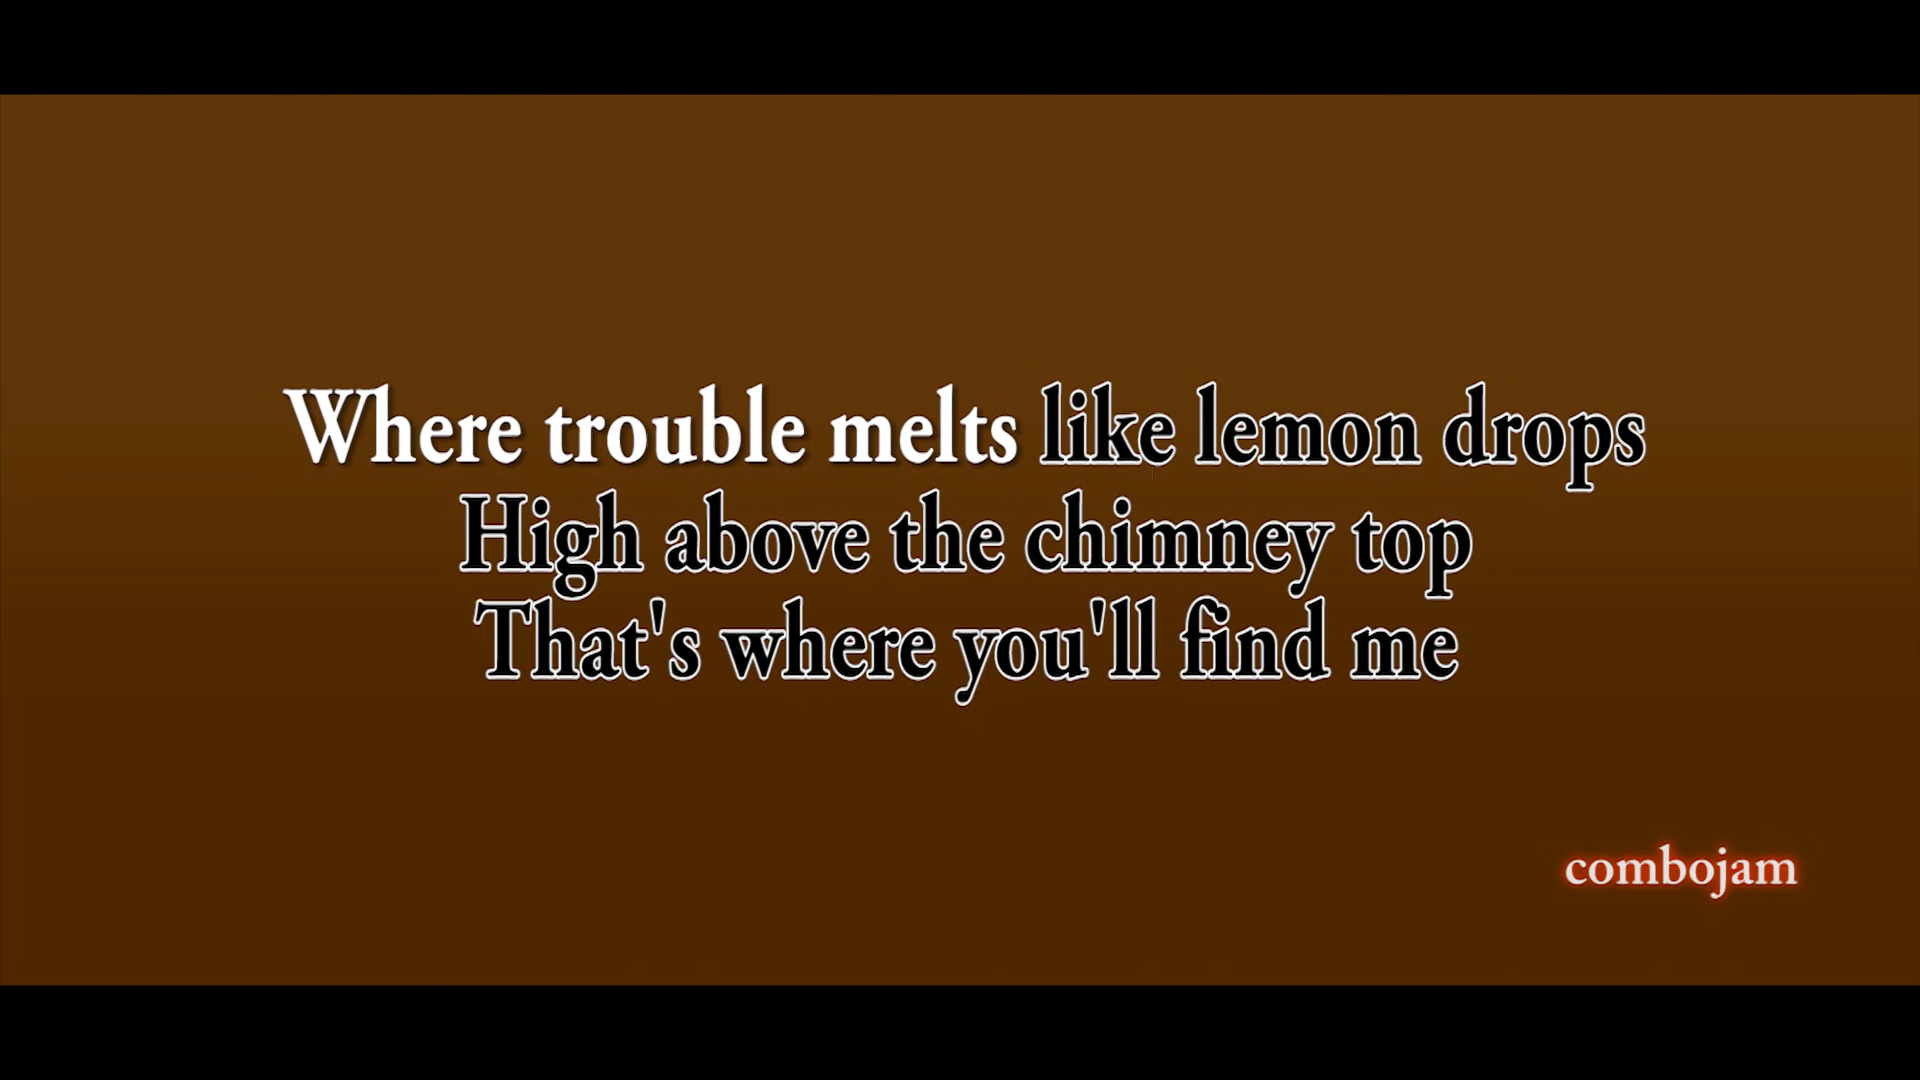 Where trouble melts like lemon drops
High above the chimney top
That's where you'll find me
combojam